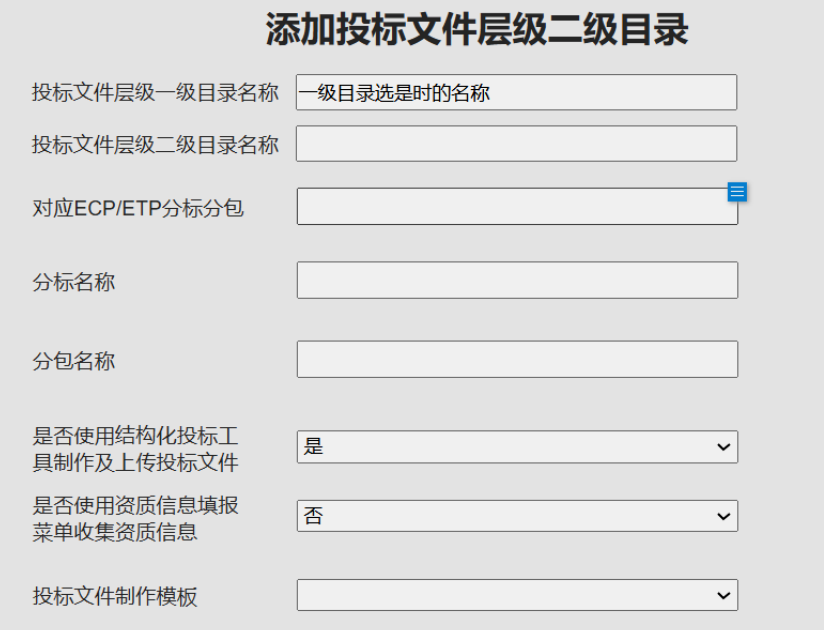 添加投标文件层级二级目录
投标文件层级一级目录名称 一级目录选是时的名称
投标文件层级二级目录名称
对应ECP/ETP分标分包
分标名称
分包名称
是否使用结构化投标工
具制作及上传投标文件
是
是否使用资质信息填报
菜单收集资质信息
否
投标文件制作模板